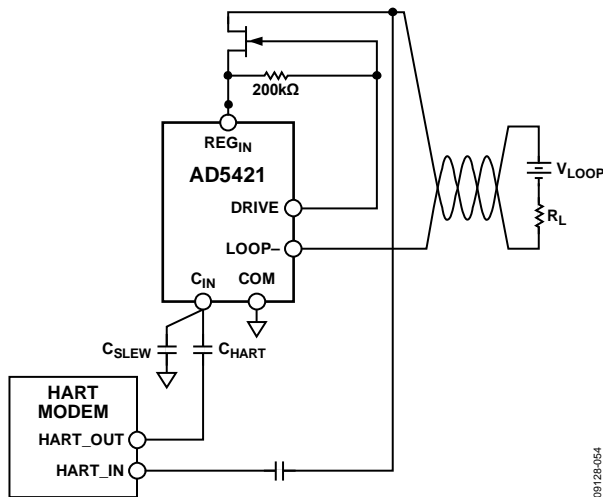 200kΩ
REGIN
AD5421
VLOOP
DRIVE
RL
LOOP–
CIN
COM
CSLEW
CHART
HART
MODEM
HART_OUT
HART_IN
09128-054